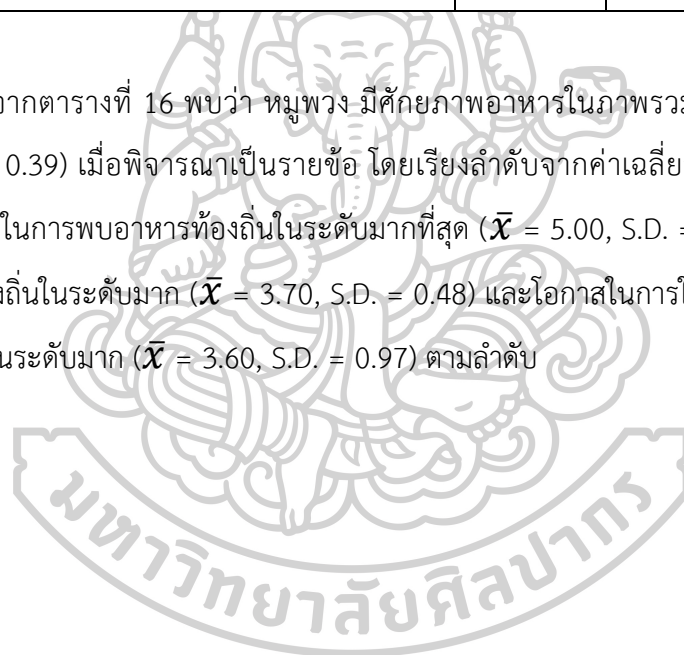 จากตารางที่ 16 พบว่า หมูพวง มีศักยภาพอาหารในภาพรวม
0.39) เมื่อพิจารณาเป็นรายข้อ โดยเรียงลำดับจากค่าเฉลี่ย
ในการพบอาหารท้องถิ่นในระดับมากที่สุด (x̄ = 5.00, S.D. =
ถิ่นในระดับมาก (x̄ = 3.70, S.D. = 0.48) และโอกาสในการ
ระดับมาก (x̄ = 3.60, S.D. = 0.97) ตามลำดับ
มหาวิทยาลัยศิลปากร